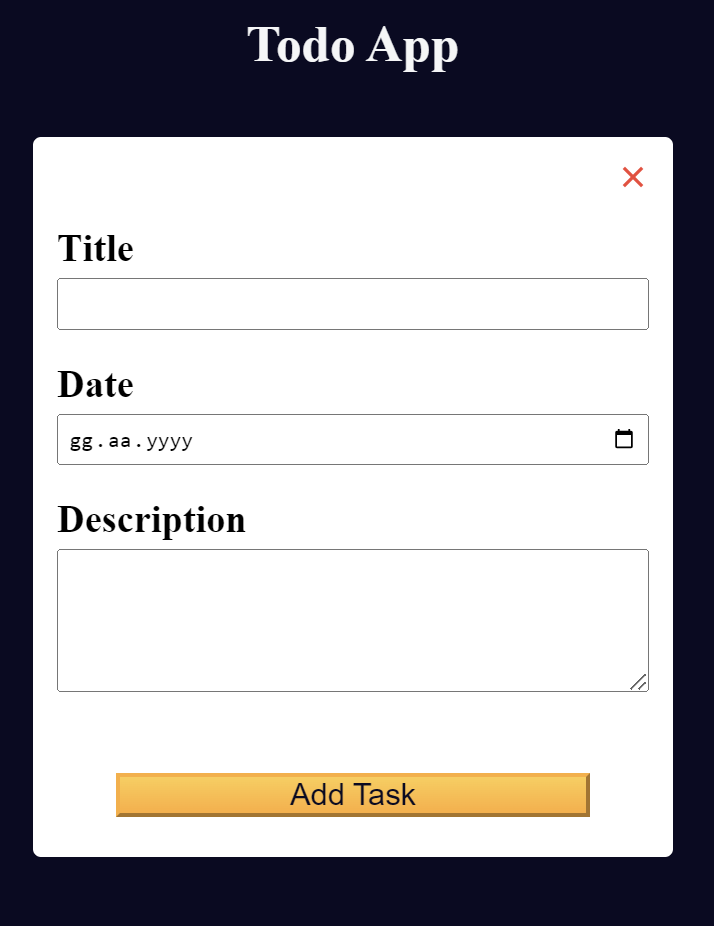 Todo App
Title
Date
gg.aa.yyyy
Description
Add Task